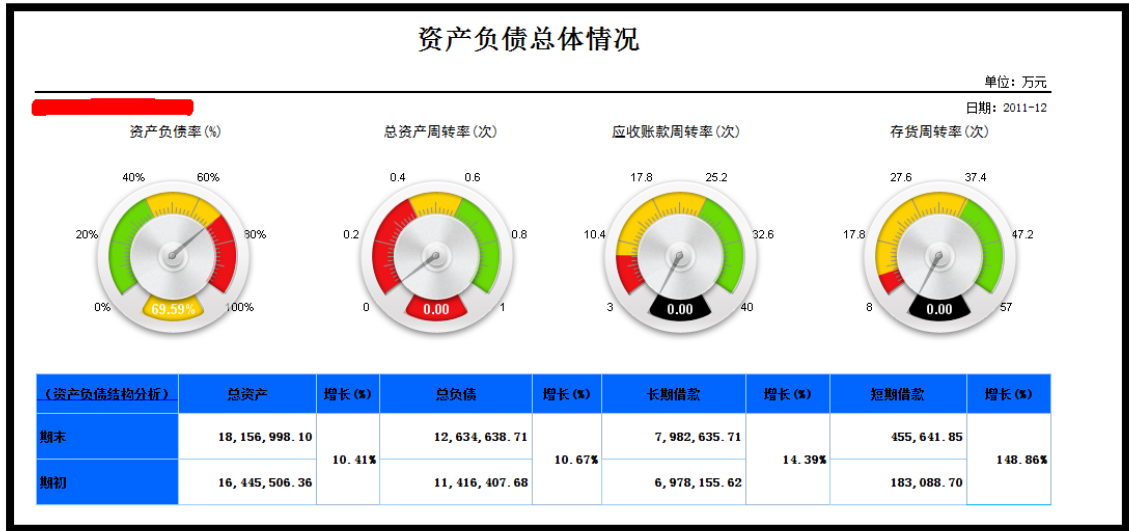 资产负债总体情况
单位: 万元
日期: 2011-12
资产负债率(%) 总资产周转率(次) 应收账款周转率(次) 存货周转率(次)
40% 60% 0.4 0.6 17.8 25.2 27.6 37.4
20% 80% 0.2 0.8 10.4 32.6 17.8 47.2
0% 69.59% 100% 0 0.00 1 3 0.00 40 8 0.00 57
(资产负债结构分析) 总资产 增长(%) 总负债 增长(%) 长期借款 增长(%) 短期借款 增长(%)
期末 18,156,998.10 12,634,638.71 7,982,635.71 455,641.85
10.41% 10.67% 14.39% 148.86%
期初 16,445,506.36 11,416,407.68 6,978,155.62 183,088.70